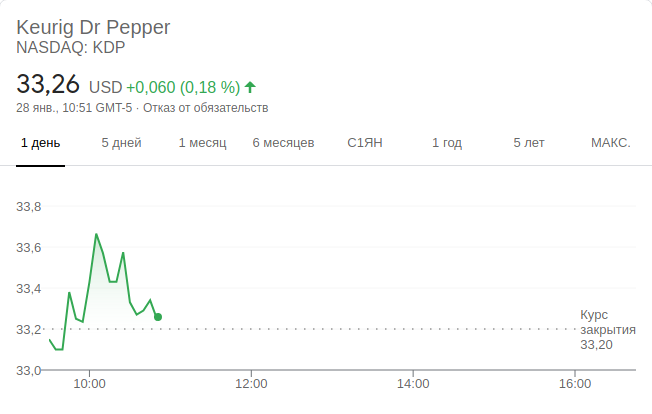 Keurig Dr Pepper
NASDAQ: KDP
33,26 USD +0,060 (0,18 %)
28 янв., 10:51 GMT-5 · Отказ от обязательств
1 день 5 дней 1 месяц 6 месяцев С1ЯН 1 год 5 лет МАКС.
33,8
33,6
33,4
33,2
33,0
Курс
закрытия
33,20
10:00 12:00 14:00 16:00